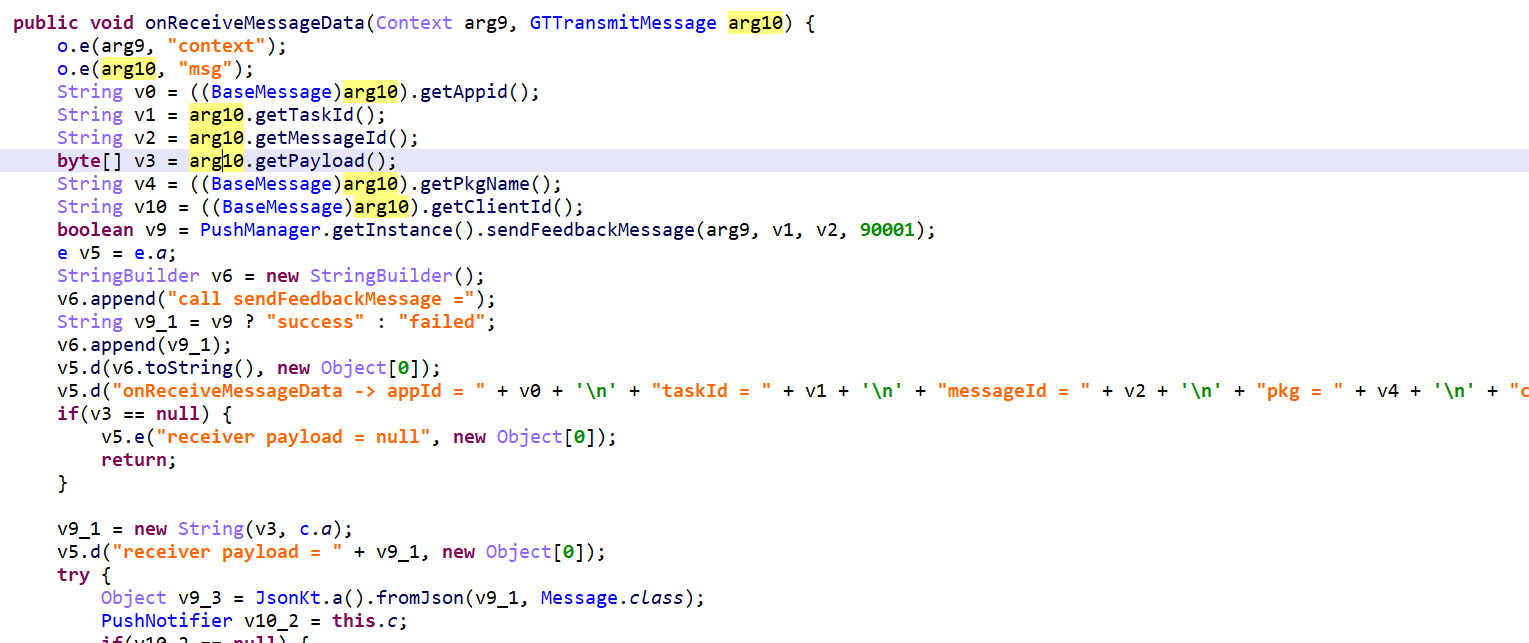 public void onReceiveMessageData(Context arg9, GTTransmitMessage arg10) {
    o.e(arg9, "context");
    o.e(arg10, "msg");
    String v0 = ((BaseMessage)arg10).getAppid();
    String v1 = arg10.getTaskId();
    String v2 = arg10.getMessageId();
    byte[] v3 = arg10.getPayload();
    String v4 = ((BaseMessage)arg10).getPkgName();
    String v10 = ((BaseMessage)arg10).getClientId();
    boolean v9 = PushManager.getInstance().sendFeedbackMessage(arg9, v1, v2, 90001);
    e v5 = e.a;
    StringBuilder v6 = new StringBuilder();
    v6.append("call sendFeedbackMessage =");
    String v9_1 = v9 ? "success" : "failed";
    v6.append(v9_1);
    v5.d(v6.toString(), new Object[0]);
    v5.d("onReceiveMessageData -> appId = " + v0 + '\n' + "taskId = " + v1 + '\n' + "messageId = " + v2 + '\n' + "pkg = " + v4 + '\n' + "c
    if(v3 == null) {
        v5.e("receiver payload = null", new Object[0]);
        return;
    }
    v9_1 = new String(v3, c.a);
    v5.d("receiver payload = " + v9_1, new Object[0]);
    try {
        Object v9_3 = JsonKt.a().fromJson(v9_1, Message.class);
        PushNotifier v10_2 = this.c;
        if(v10_2 == null) {